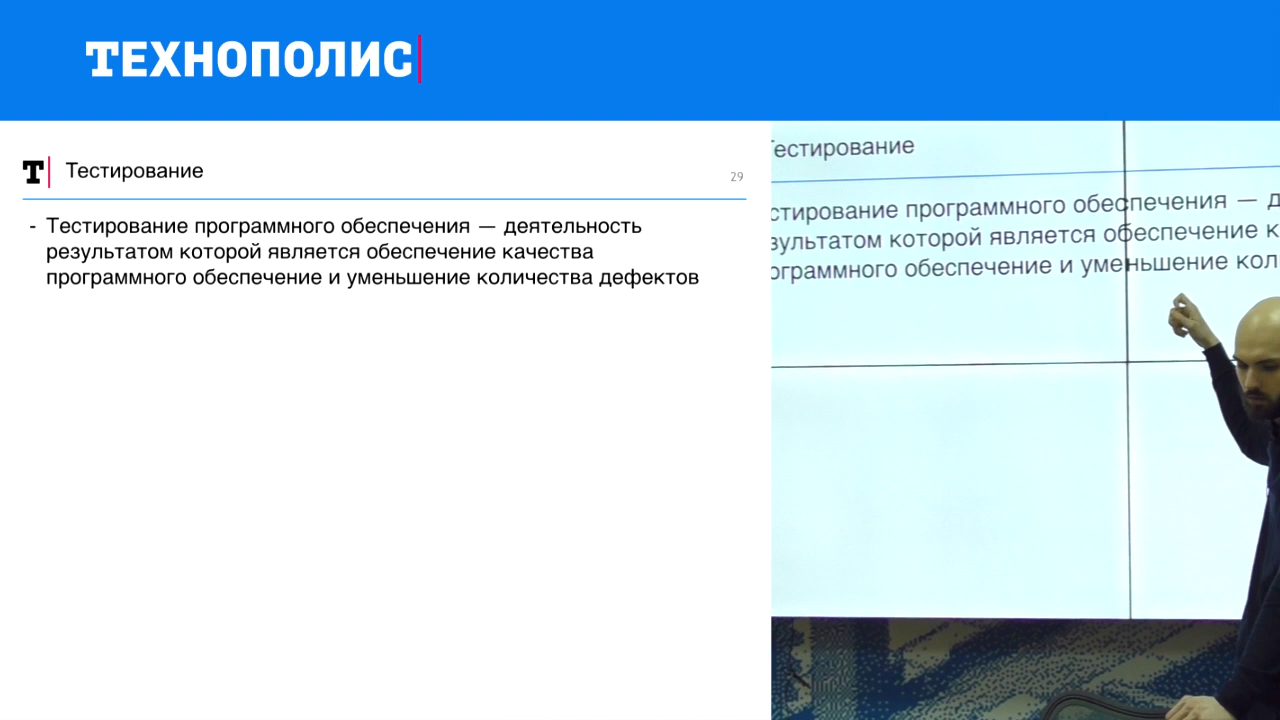 ТЕХНОПОЛИС
Т Тестирование
29
- Тестирование программного обеспечения — деятельность
результатом которой является обеспечение качества
программного обеспечение и уменьшение количества дефектов
Тестирование
стирование программного обеспечения — д
зультатом которой является обеспечение к
ограммного обеспечение и уменьшение кол